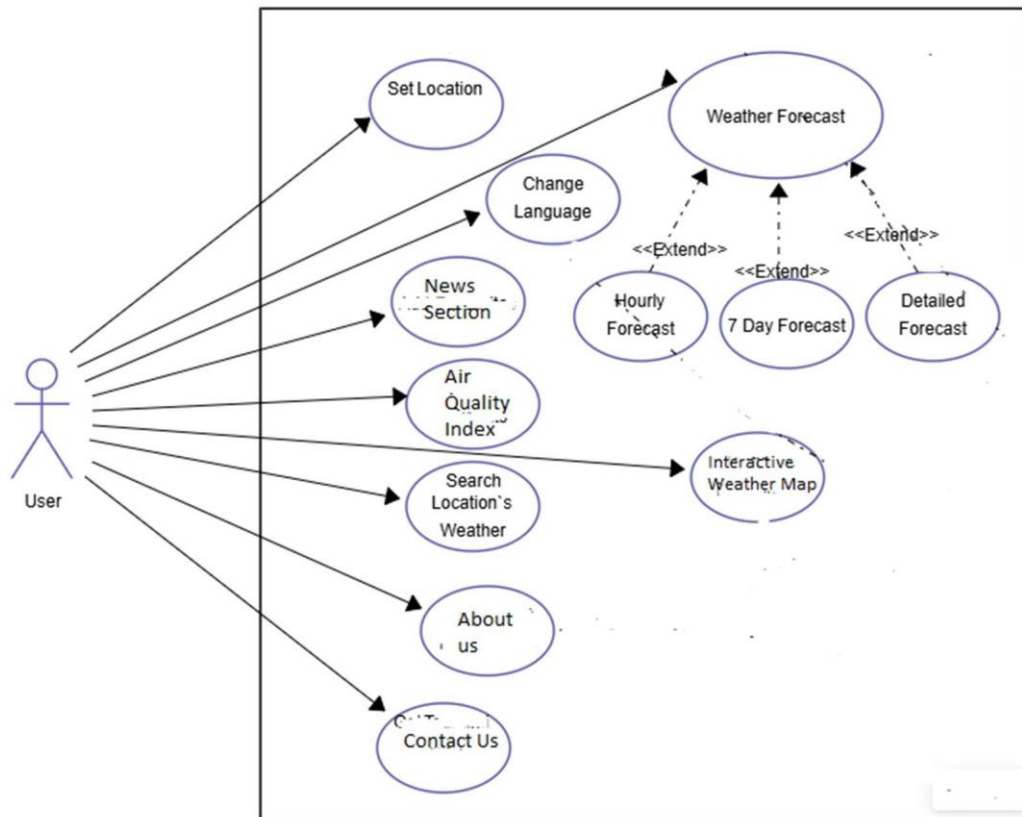 Set Location
Weather Forecast
Change
Language
<<Extend>>
<<Extend>>
<<Extend>>
News
Section
Hourly
Forecast
7 Day Forecast
Detailed
Forecast
Air
Quality
Index
Interactive
Weather Map
Search
Location`s
Weather
User
About
us
Contact Us